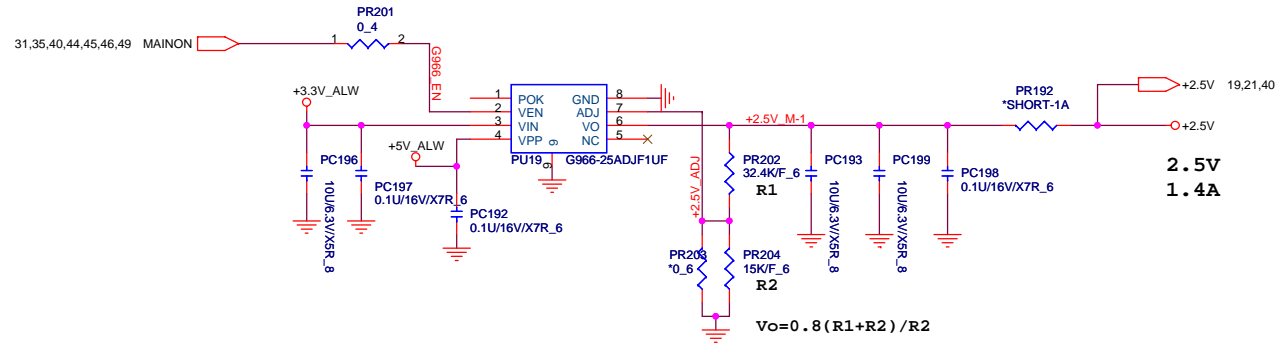 PR201
0_4
31,35,40,44,45,46,49 MAINON
1 2
G966_EN
+3.3V_ALW
1 POK GND 8
2 VEN ADJ 7
3 VIN VO 6
4 VPP NC 5
9
9
PU19 G966-25ADJF1UF
+5V_ALW
PC196
10U/6.3V/X5R_8
PC197
0.1U/16V/X7R_6
PC192
0.1U/16V/X7R_6
+2.5V_M-1
+2.5V_ADJ
PR202
32.4K/F_6
R1
PR203
*0_6
PR204
15K/F_6
R2
Vo=0.8(R1+R2)/R2
PC193
10U/6.3V/X5R_8
PC199
10U/6.3V/X5R_8
PC198
0.1U/16V/X7R_6
PR192
*SHORT-1A
+2.5V 19,21,40
+2.5V
2.5V
1.4A